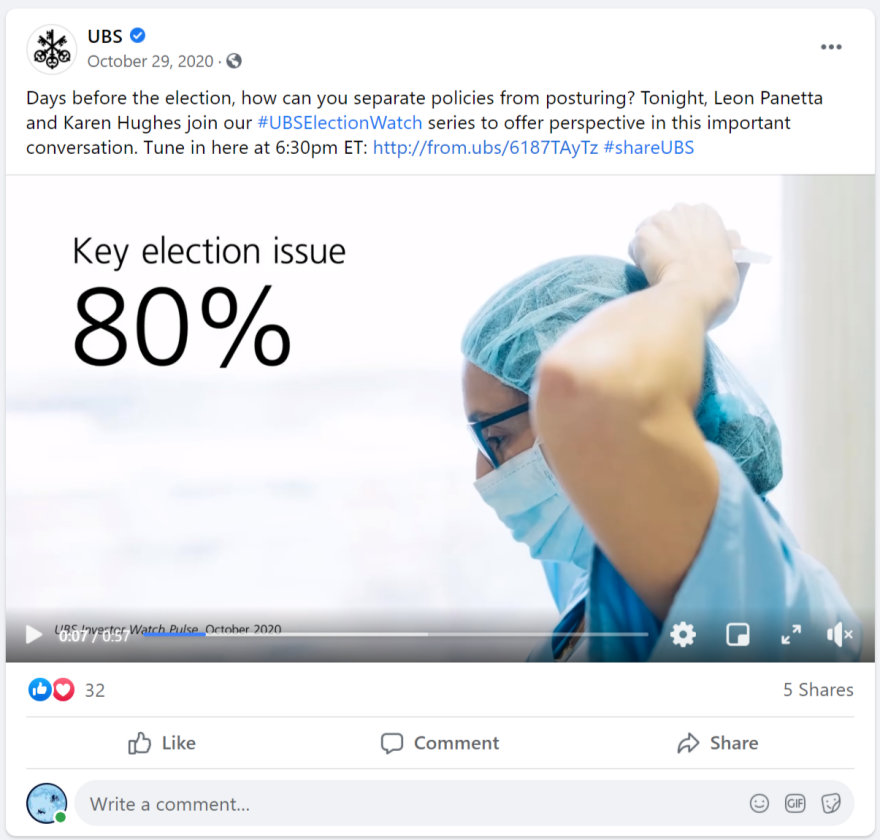 UBS
October 29, 2020 ·
Days before the election, how can you separate policies from posturing? Tonight, Leon Panetta
and Karen Hughes join our #UBSElectionWatch series to offer perspective in this important
conversation. Tune in here at 6:30pm ET: http://from.ubs/6187TAyTz #shareUBS
Key election issue
80%
UBS Investor Watch Pulse, October 2020
0:07 / 0:57
32
5 Shares
Like
Comment
Share
Write a comment...
GIF